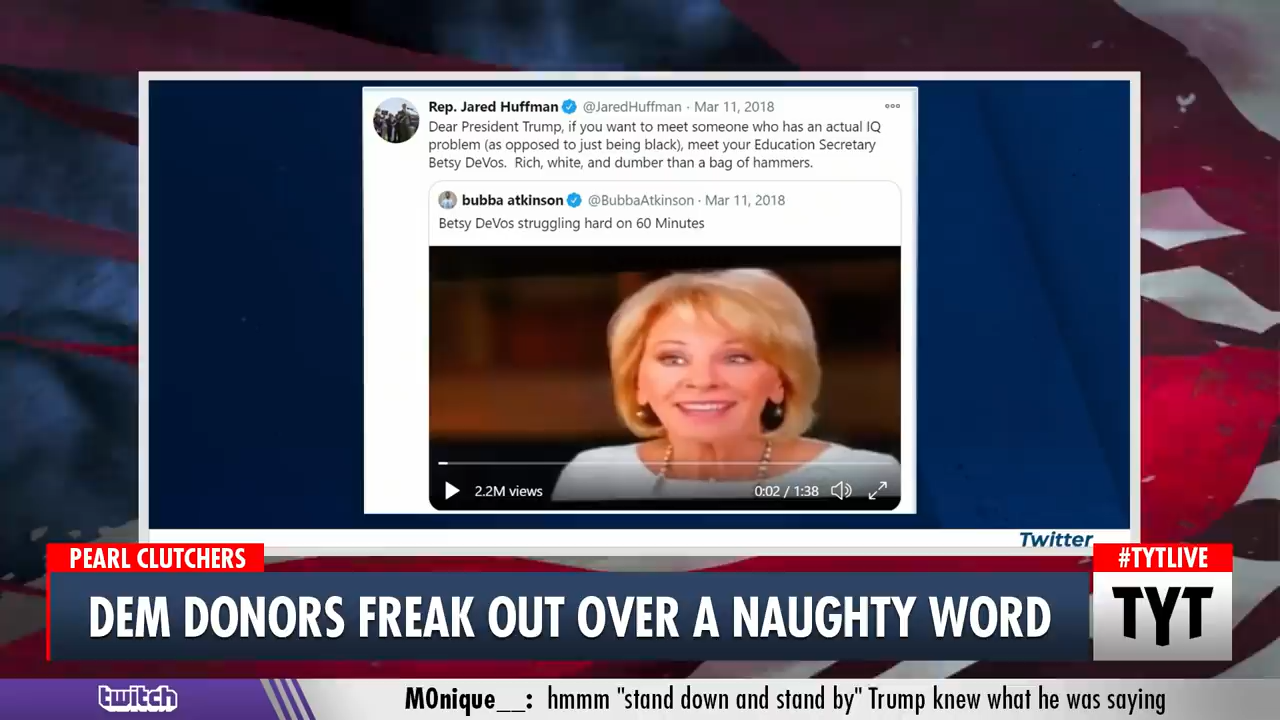 Rep. Jared Huffman @JaredHuffman · Mar 11, 2018
Dear President Trump, if you want to meet someone who has an actual IQ
problem (as opposed to just being black), meet your Education Secretary
Betsy DeVos. Rich, white, and dumber than a bag of hammers.
bubba atkinson @BubbaAtkinson · Mar 11, 2018
Betsy DeVos struggling hard on 60 Minutes
2.2M views
0:02 / 1:38
Twitter
PEARL CLUTCHERS
#TYTLIVE
DEM DONORS FREAK OUT OVER A NAUGHTY WORD
TYT
twitch
M0nique__: hmmm "stand down and stand by" Trump knew what he was saying